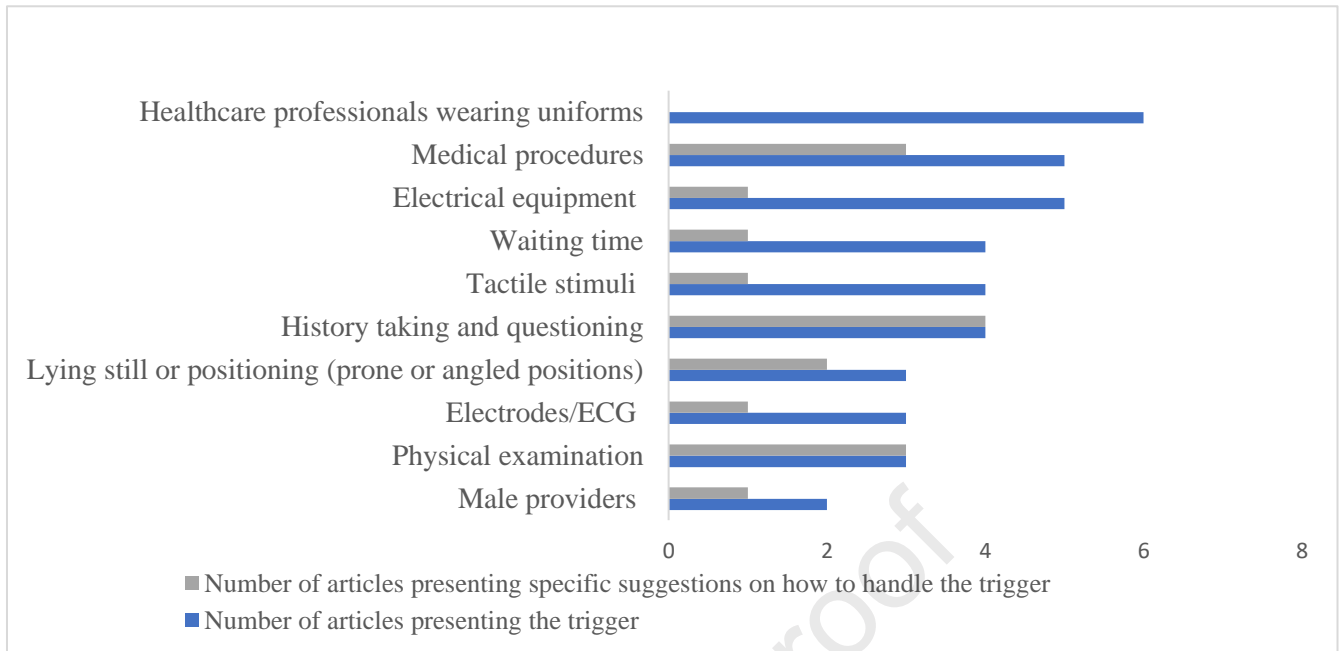 Healthcare professionals wearing uniforms
Medical procedures
Electrical equipment
Waiting time
Tactile stimuli
History taking and questioning
Lying still or positioning (prone or angled positions)
Electrodes/ECG
Physical examination
Male providers
0 2 4 6 8
Number of articles presenting specific suggestions on how to handle the trigger
Number of articles presenting the trigger
roof